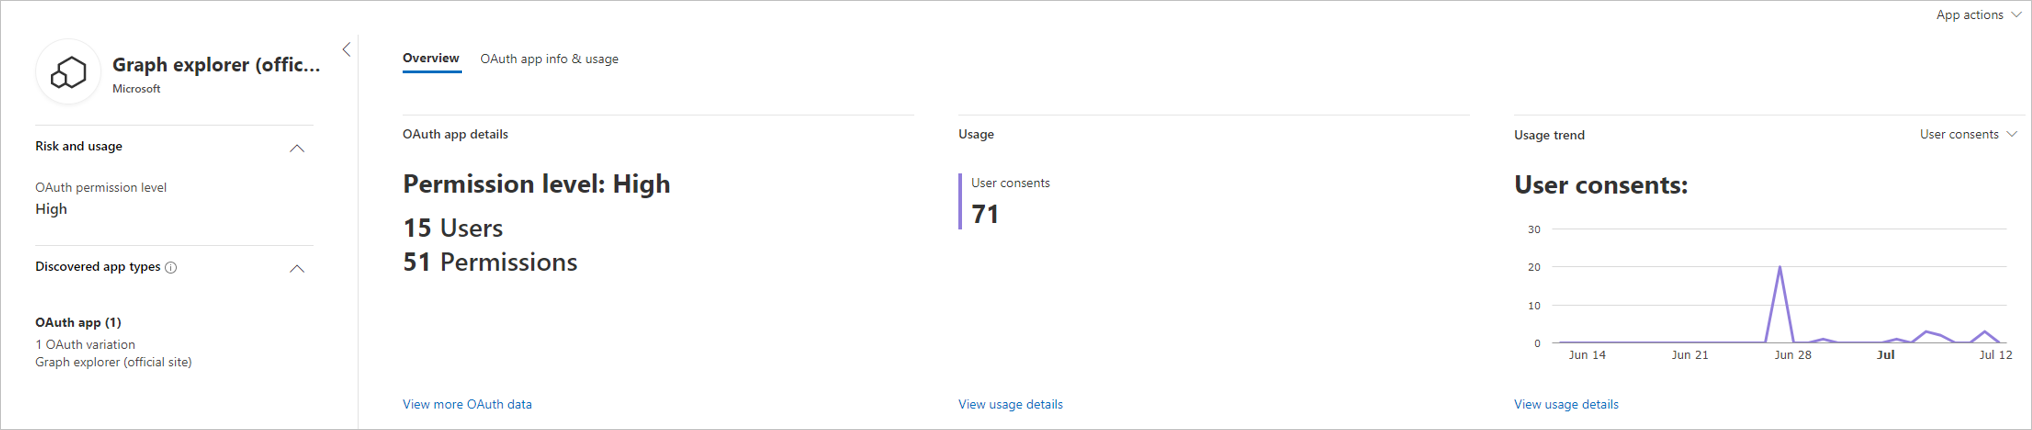 App actions
Graph explorer (offic...
Microsoft
Risk and usage
OAuth permission level
High
Discovered app types
OAuth app (1)
1 OAuth variation
Graph explorer (official site)
Overview
OAuth app info & usage
OAuth app details
Permission level: High
15 Users
51 Permissions
View more OAuth data
Usage
User consents
71
View usage details
Usage trend
User consents
User consents:
30
20
10
0
Jun 14 Jun 21 Jun 28 Jul Jul 12
View usage details